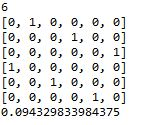 6
[0, 1, 0, 0, 0, 0]
[0, 0, 0, 1, 0, 0]
[0, 0, 0, 0, 0, 1]
[1, 0, 0, 0, 0, 0]
[0, 0, 1, 0, 0, 0]
[0, 0, 0, 0, 1, 0]
0.094329833984375